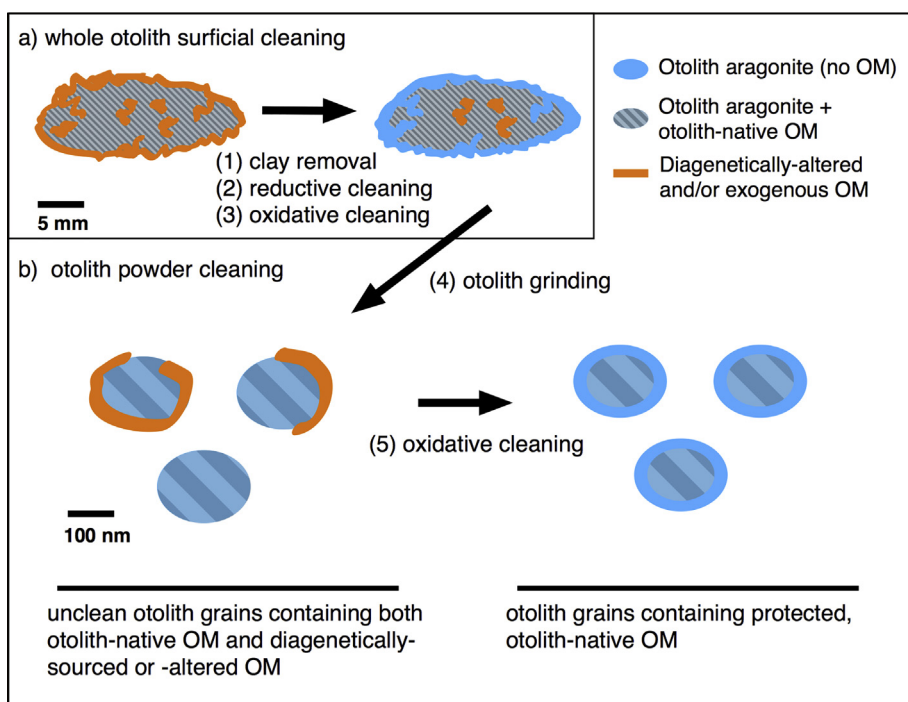 a) whole otolith surficial cleaning
(1) clay removal
(2) reductive cleaning
(3) oxidative cleaning
5 mm
Otolith aragonite (no OM)
Otolith aragonite +
otolith-native OM
Diagenetically-altered
and/or exogenous OM
b) otolith powder cleaning
(4) otolith grinding
(5) oxidative cleaning
100 nm
unclean otolith grains containing both
otolith-native OM and diagenetically-
sourced or -altered OM
otolith grains containing protected,
otolith-native OM